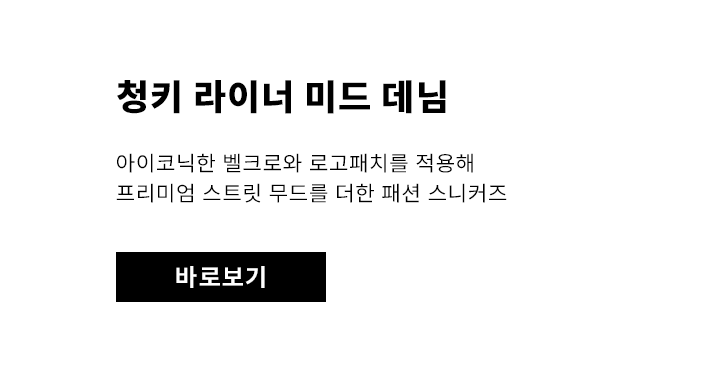 청키 라이너 미드 데님
아이코닉한 벨크로와 로고패치를 적용해
프리미엄 스트릿 무드를 더한 패션 스니커즈
바로보기